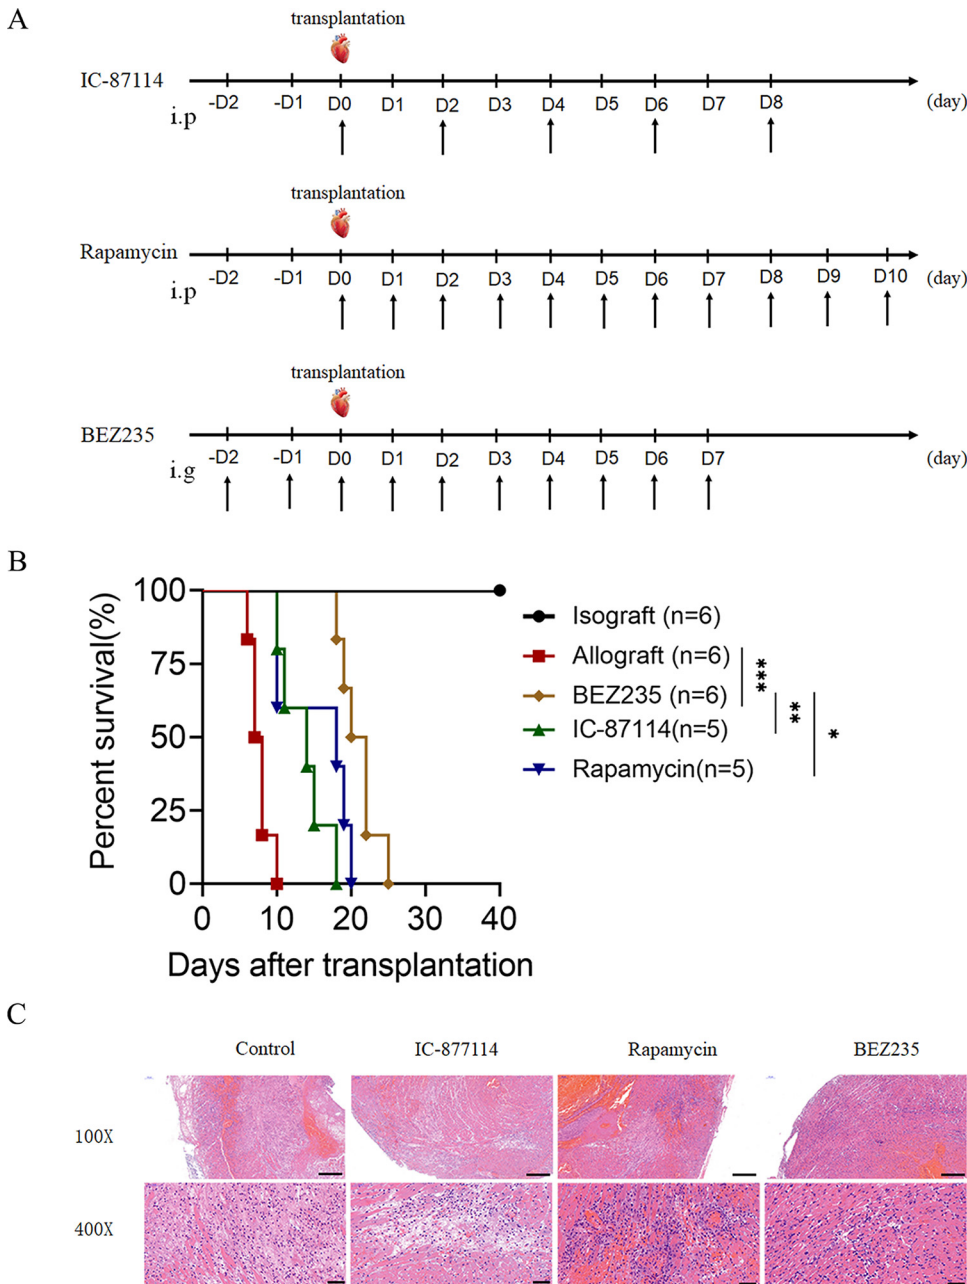 A
transplantation
IC-87114
-D2 -D1 D0 D1 D2 D3 D4 D5 D6 D7 D8 (day)
i.p
transplantation
Rapamycin
-D2 -D1 D0 D1 D2 D3 D4 D5 D6 D7 D8 D9 D10 (day)
i.p
transplantation
BEZ235
-D2 -D1 D0 D1 D2 D3 D4 D5 D6 D7 (day)
i.g
B
Percent survival(%)
100
75
50
25
0
0 10 20 30 40
Days after transplantation
Isograft (n=6)
Allograft (n=6)
BEZ235 (n=6)
IC-87114(n=5)
Rapamycin(n=5)
***
**
*
C
Control IC-877114 Rapamycin BEZ235
100X
400X